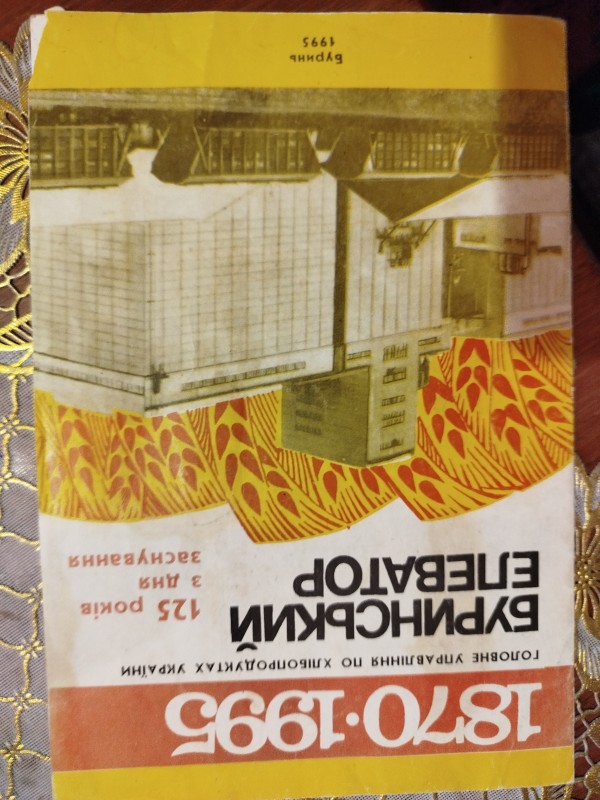 1870·1995
ГОЛОВНЕ УПРАВЛІННЯ ПО ХЛІБОПРОДУКТАХ УКРАЇНИ
БУРИНСЬКИЙ
ЕЛЕВАТОР
125 років
з дня
заснування
Буринь
1995